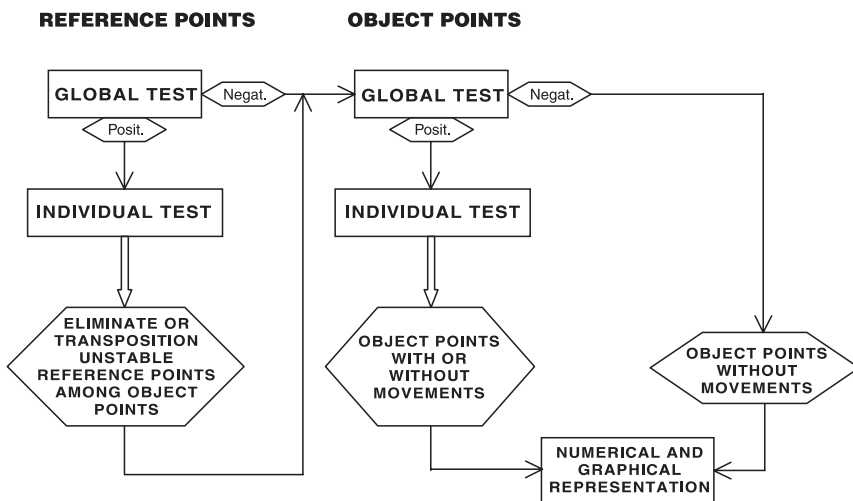 REFERENCE POINTS
OBJECT POINTS
GLOBAL TEST
Negat.
GLOBAL TEST
Negat.
Posit.
Posit.
INDIVIDUAL TEST
INDIVIDUAL TEST
ELIMINATE OR
TRANSPOSITION
UNSTABLE
REFERENCE POINTS
AMONG OBJECT
POINTS
OBJECT POINTS
WITH OR
WITHOUT
MOVEMENTS
OBJECT POINTS
WITHOUT
MOVEMENTS
NUMERICAL AND
GRAPHICAL
REPRESENTATION